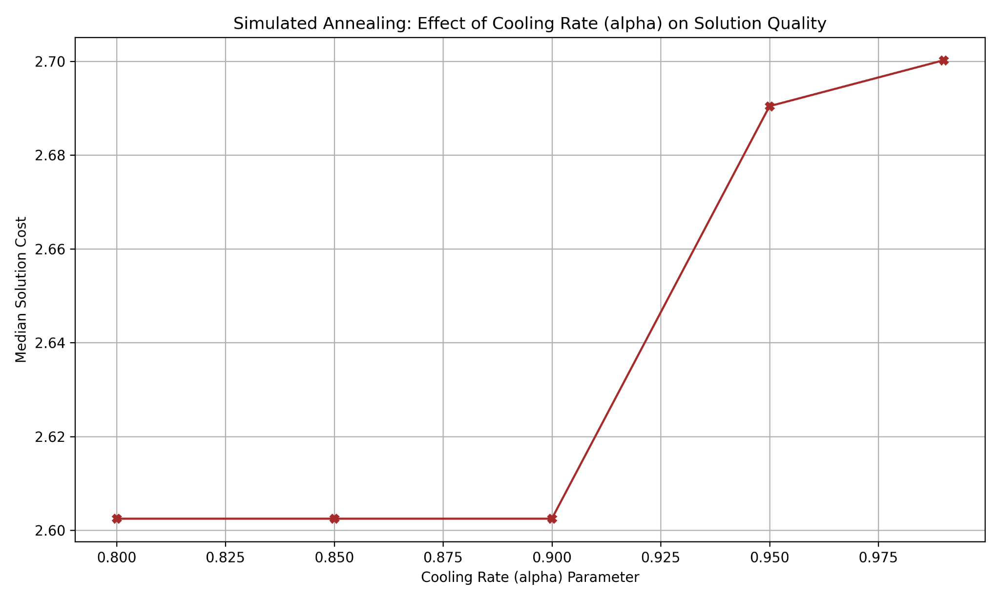 Simulated Annealing: Effect of Cooling Rate (alpha) on Solution Quality
2.70
2.68
2.66
2.64
2.62
2.60
Median Solution Cost
0.800 0.825 0.850 0.875 0.900 0.925 0.950 0.975
Cooling Rate (alpha) Parameter